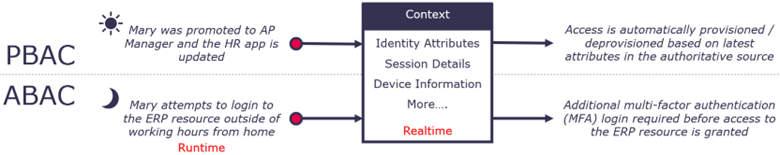 Context
PBAC
Mary was promoted to AP
Manager and the HR app is
updated
Identity Attributes
Session Details
Device Information
More….
Realtime
Access is automatically provisioned /
deprovisioned based on latest
attributes in the authoritative source
ABAC
Mary attempts to login to
the ERP resource outside of
working hours from home
Runtime
Additional multi-factor authentication
(MFA) login required before access to
the ERP resource is granted